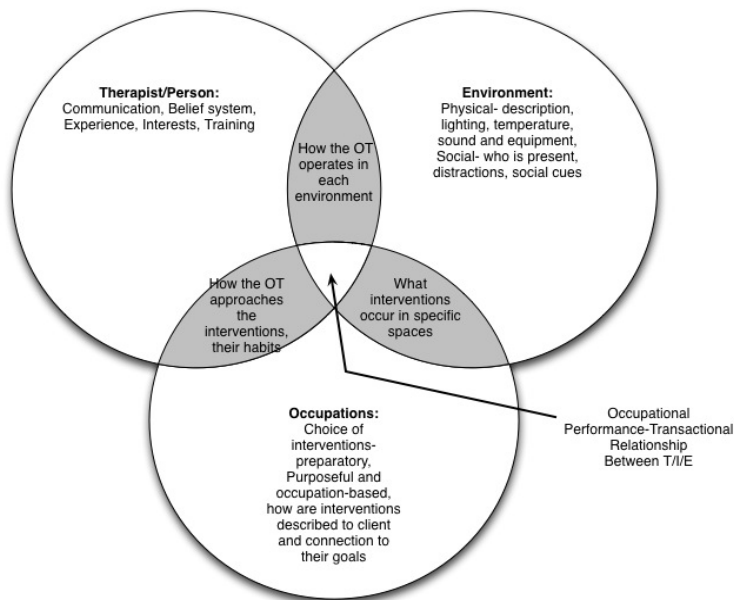 Therapist/Person:
Communication, Belief system,
Experience, Interests, Training
Environment:
Physical- description,
lighting, temperature,
sound and equipment,
Social- who is present,
distractions, social cues
How the OT
operates in
each
environment
How the OT
approaches
the
interventions,
their habits
What
interventions
occur in specific
spaces
Occupations:
Choice of
interventions-
preparatory,
Purposeful and
occupation-based,
how are interventions
described to client
and connection to
their goals
Occupational
Performance-Transactional
Relationship
Between T/I/E